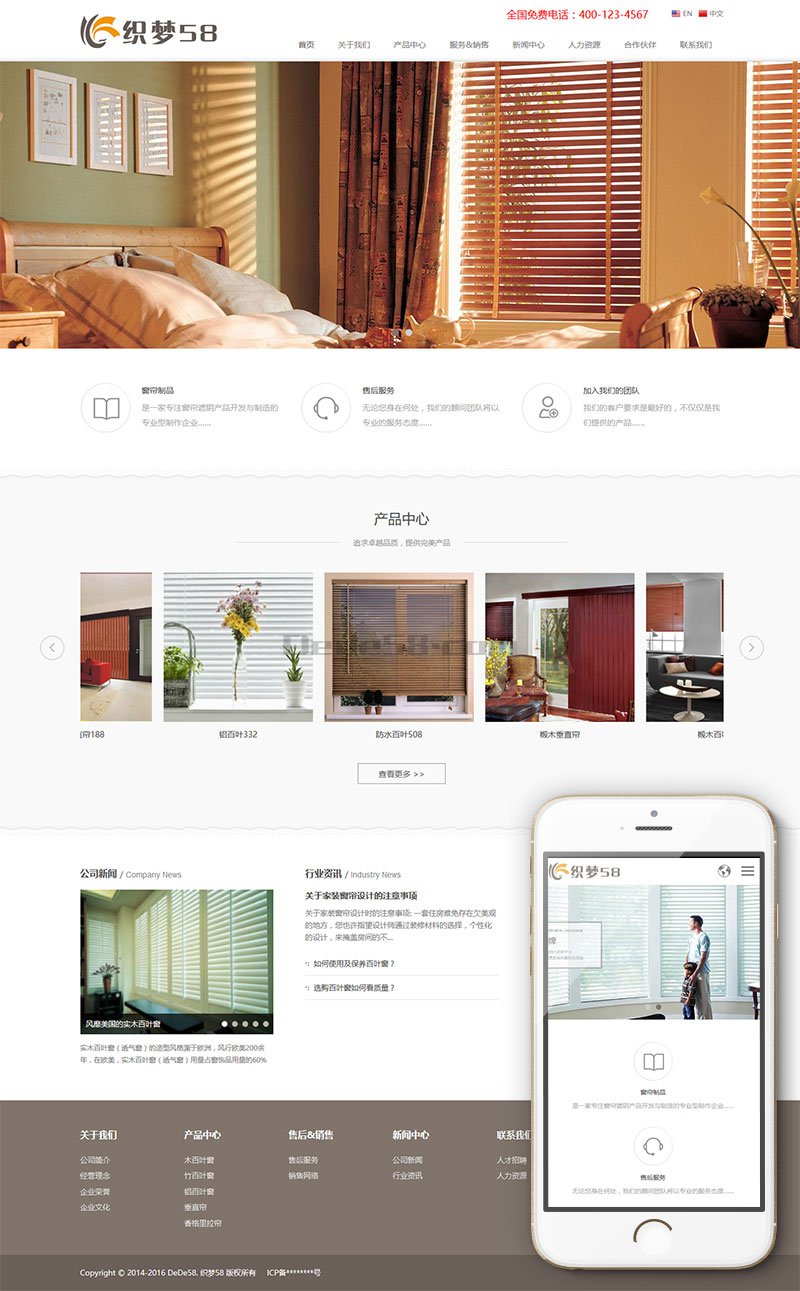 织梦58
全国免费电话：400-123-4567
EN 中文
首页 关于我们 产品中心 服务&销售 新闻中心 人力资源 合作伙伴 联系我们
窗帘制品
是一家专注窗帘遮阴产品开发与制造的
专业型制作企业......
售后服务
无论您身在何处，我们的顾问团队将以
专业的服务态度......
加入我们的团队
我们的客户要求是最好的，不仅仅是我
们提供的产品......
产品中心
追求卓越品质，提供完美产品
Dede58.com
帘188
铝百叶332
防水百叶508
椴木垂直帘
椴木百
查看更多 >>
公司新闻 / Company News
风靡美国的实木百叶窗
实木百叶窗（透气窗）的造型风格属于欧洲，风行欧美200余
年，在欧美，实木百叶窗（透气窗）用量占窗饰品用量的60%
行业资讯 / Industry News
关于家装窗帘设计的注意事项
关于家装窗帘设计时的注意事项: 一套住房难免存在欠美观
的地方，您也许指望设计师通过装修材料的选择，个性化
的设计，来掩盖房间的不...
如何使用及保养百叶窗？
选购百叶窗如何看质量？
织梦58
牌
窗帘制品
是一家专注窗帘遮阴产品开发与制造的专业型制作企业......
售后服务
无论您身在何处，我们的顾问团队将以专业的服务态度......
关于我们
公司简介
经营理念
企业荣誉
企业文化
产品中心
木百叶窗
竹百叶窗
铝百叶窗
垂直帘
香格里拉帘
售后&销售
售后服务
销售网络
新闻中心
公司新闻
行业资讯
联系我们
人才招聘
人力资源
Copyright © 2014-2016 DeDe58. 织梦58 版权所有 ICP备********号